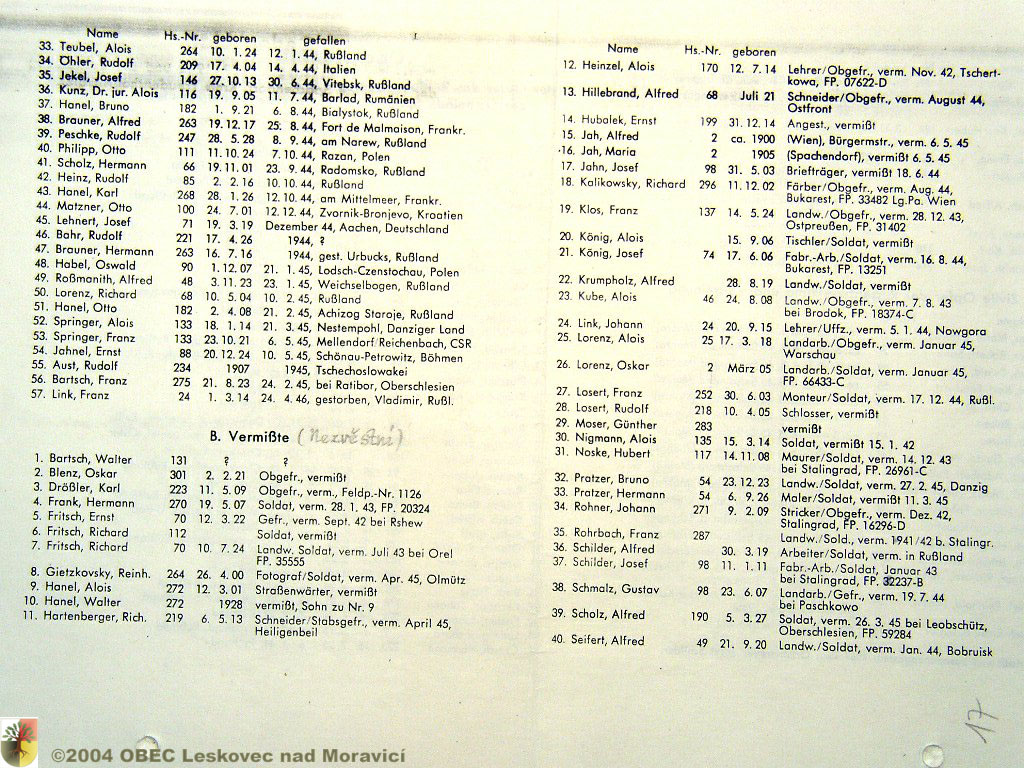 Name Hs.-Nr. geboren gefallen
33. Teubel, Alois 264 10. 1. 24 12. 1. 44, Rußland
34. Öhler, Rudolf 209 17. 4. 04 14. 4. 44, Italien
35. Jekel, Josef 146 27. 10. 13 30. 6. 44, Vitebsk, Rußland
36. Kunz, Dr. jur. Alois 116 19. 9. 05 11. 7. 44, Barlad, Rumänien
37. Hanel, Bruno 182 1. 9. 21 6. 8. 44, Bialystok, Rußland
38. Brauner, Alfred 263 19. 12. 17 25. 8. 44, Fort de Malmaison, Frankr.
39. Peschke, Rudolf 247 28. 5. 28 8. 9. 44, am Narew, Rußland
40. Philipp, Otto 111 11. 10. 24 7. 10. 44, Razan, Polen
41. Scholz, Hermann 66 19. 11. 01 23. 9. 44, Radomsko, Rußland
42. Heinz, Rudolf 85 2. 2. 16 10. 10. 44, Rußland
43. Hanel, Karl 268 28. 1. 26 12. 10. 44, am Mittelmeer, Frankr.
44. Matzner, Otto 100 24. 7. 01 12. 12. 44, Zvornik-Bronjevo, Kroatien
45. Lehnert, Josef 71 19. 3. 19 Dezember 44, Aachen, Deutschland
46. Bahr, Rudolf 221 17. 4. 26 1944, ?
47. Brauner, Hermann 263 16. 7. 16 1944, gest. Urbucks, Rußland
48. Habel, Oswald 90 1. 12. 07 21. 1. 45, Lodsch-Czenstochau, Polen
49. Roßmanith, Alfred 48 3. 11. 23 23. 1. 45, Weichselbogen, Rußland
50. Lorenz, Richard 68 10. 5. 04 10. 2. 45, Rußland
51. Hanel, Otto 182 2. 4. 08 21. 2. 45, Achizog Staroje, Rußland
52. Springer, Alois 133 18. 1. 14 21. 3. 45, Nestempohl, Danziger Land
53. Springer, Franz 133 23. 10. 21 6. 5. 45, Mellendorf/Reichenbach, CSR
54. Jahnel, Ernst 88 20. 12. 24 10. 5. 45, Schönau-Petrowitz, Böhmen
55. Aust, Rudolf 234 1907 1945, Tschechoslowakei
56. Bartsch, Franz 275 21. 8. 23 24. 2. 45, bei Ratibor, Oberschlesien
57. Link, Franz 24 1. 3. 14 24. 4. 46, gestorben, Vladimir, Rußl.
B. Vermißte (Nezvěstní)
1. Bartsch, Walter 131 ? ?
2. Blenz, Oskar 301 2. 2. 21 Obgefr., vermißt
3. Drößler, Karl 223 11. 5. 09 Obgefr., verm., Feldp.-Nr. 1126
4. Frank, Hermann 270 19. 5. 07 Soldat, verm. 28. 1. 43, FP. 20324
5. Fritsch, Ernst 70 12. 3. 22 Gefr., verm. Sept. 42 bei Rshew
6. Fritsch, Richard 112 Soldat, vermißt
7. Fritsch, Richard 70 10. 7. 24 Landw. Soldat, verm. Juli 43 bei Orel
FP. 35555
8. Gietzkovsky, Reinh. 264 26. 4. 00 Fotograf/Soldat, verm. Apr. 45, Olmütz
9. Hanel, Alois 272 12. 3. 01 Straßenwärter, vermißt
10. Hanel, Walter 272 1928 vermißt, Sohn zu Nr. 9
11. Hartenberger, Rich. 219 6. 5. 13 Schneider/Stabsgefr., verm. April 45,
Heiligenbeil
Name Hs.-Nr. geboren
12. Heinzel, Alois 170 12. 7. 14 Lehrer/Obgefr., verm. Nov. 42, Tschert-
kowa, FP. 07622-D
13. Hillebrand, Alfred 68 Juli 21 Schneider/Obgefr., verm. August 44,
Ostfront
14. Hubalek, Ernst 199 31. 12. 14 Angest., vermißt
15. Jah, Alfred 2 ca. 1900 (Wien), Bürgermstr., verm. 6. 5. 45
16. Jah, Maria 2 1905 (Spachendorf), vermißt 6. 5. 45
17. Jahn, Josef 98 31. 5. 03 Briefträger, vermißt 18. 6. 44
18. Kalikowsky, Richard 296 11. 12. 02 Färber/Obgefr., verm. Aug. 44,
Bukarest, FP. 33482 Lg.Pa. Wien
19. Klos, Franz 137 14. 5. 24 Landw./Obgefr., verm. 28. 12. 43,
Ostpreußen, FP. 31402
20. König, Alois 15. 9. 06 Tischler/Soldat, vermißt
21. König, Josef 74 17. 6. 06 Fabr.-Arb./Soldat, verm. 16. 8. 44,
Bukarest, FP. 13251
22. Krumpholz, Alfred 28. 8. 19 Landw./Soldat, vermißt
23. Kube, Alois 46 24. 8. 08 Landw./Obgefr., verm. 7. 8. 43
bei Brodok, FP. 18374-C
24. Link, Johann 24 20. 9. 15 Lehrer/Uffz., verm. 5. 1. 44, Nowgora
25. Lorenz, Alois 25 17. 3. 18 Landarb./Obgefr., verm. Januar 45,
Warschau
26. Lorenz, Oskar 2 März 05 Landarb./Soldat, verm. Januar 45,
FP. 66433-C
27. Losert, Franz 252 30. 6. 03 Monteur/Soldat, verm. 17. 12. 44, Rußl.
28. Losert, Rudolf 218 10. 4. 05 Schlosser, vermißt
29. Moser, Günther 283 vermißt
30. Nigmann, Alois 135 15. 3. 14 Soldat, vermißt 15. 1. 42
31. Noske, Hubert 117 14. 11. 08 Maurer/Soldat, verm. 14. 12. 43
bei Stalingrad, FP. 26961-C
32. Pratzer, Bruno 54 23. 12. 23 Landw./Soldat, verm. 27. 2. 45, Danzig
33. Pratzer, Hermann 54 6. 9. 26 Maler/Soldat, vermißt 11. 3. 45
34. Rohner, Johann 271 9. 2. 09 Stricker/Obgefr., verm. Dez. 42,
Stalingrad, FP. 16296-D
35. Rohrbach, Franz 287 Landw./Sold., verm. 1941/42 b. Stalingr.
36. Schilder, Alfred 30. 3. 19 Arbeiter/Soldat, verm. in Rußland
37. Schilder, Josef 98 11. 1. 11 Fabr.-Arb./Soldat, Januar 43
bei Stalingrad, FP. 32237-B
38. Schmalz, Gustav 98 23. 6. 07 Landarb./Gefr., verm. 19. 7. 44
bei Paschkowo
39. Scholz, Alfred 190 5. 3. 27 Soldat, verm. 26. 3. 45 bei Leobschütz,
Oberschlesien, FP. 59284
40. Seifert, Alfred 49 21. 9. 20 Landw./Soldat, verm. Jan. 44, Bobruisk
17
©2004 OBEC Leskovec nad Moravicí